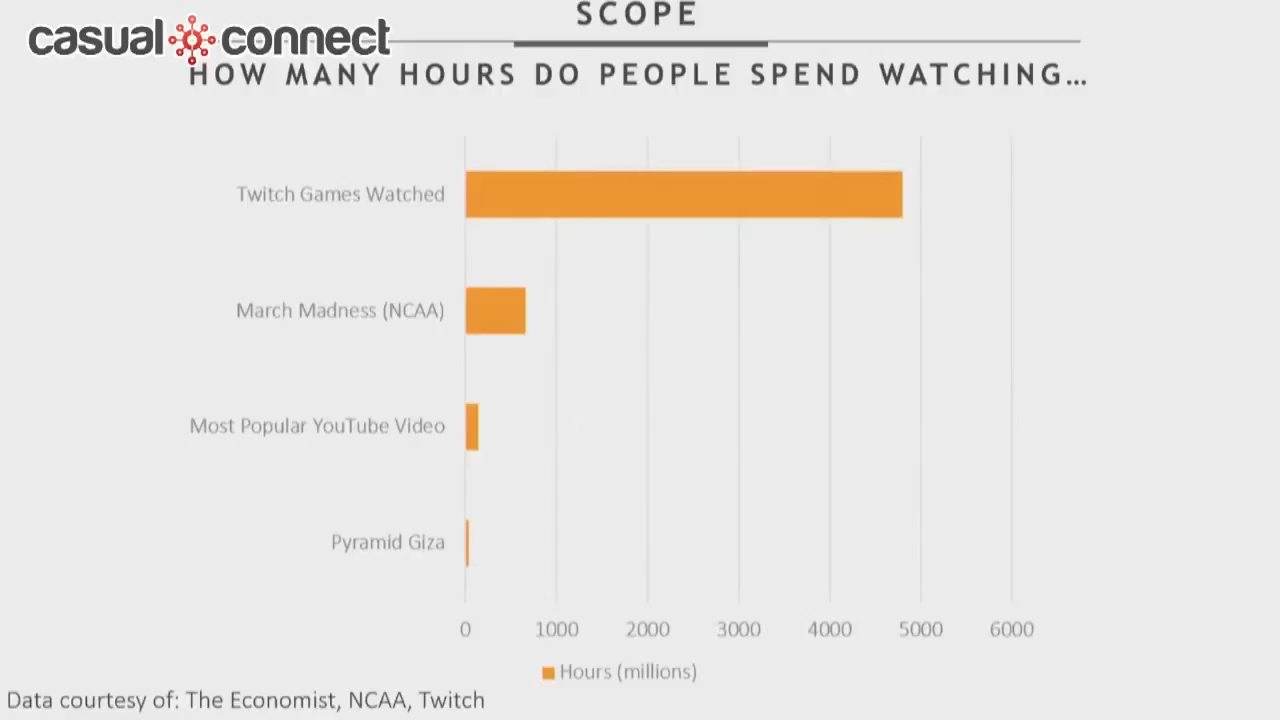 SCOPE
casual connect
HOW MANY HOURS DO PEOPLE SPEND WATCHING…
Twitch Games Watched
March Madness (NCAA)
Most Popular YouTube Video
Pyramid Giza
0 1000 2000 3000 4000 5000 6000
Hours (millions)
Data courtesy of: The Economist, NCAA, Twitch